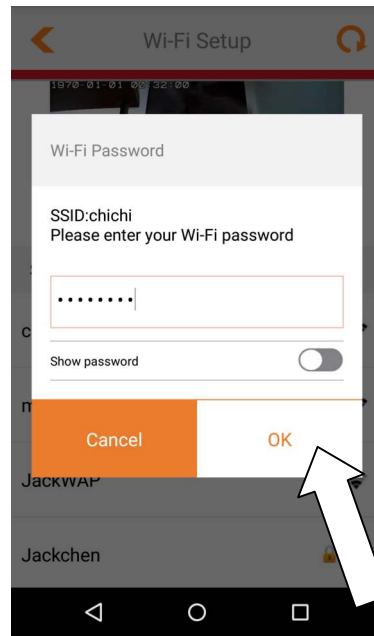 Wi-Fi Setup
1970-01-01 00:32:00
Wi-Fi Password
SSID:chichi
Please enter your Wi-Fi password
••••••••
Show password
Cancel
OK
JackWAP
Jackchen